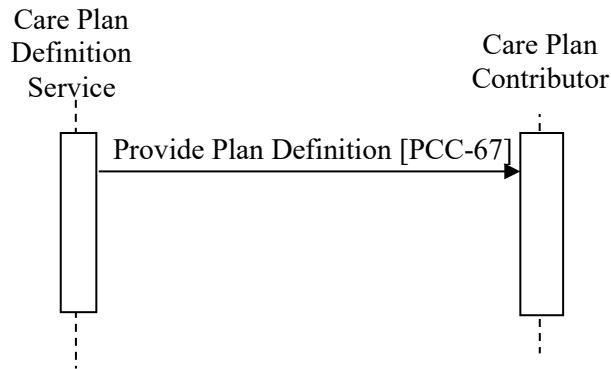 Care Plan
Definition
Service
Care Plan
Contributor
Provide Plan Definition [PCC-67]